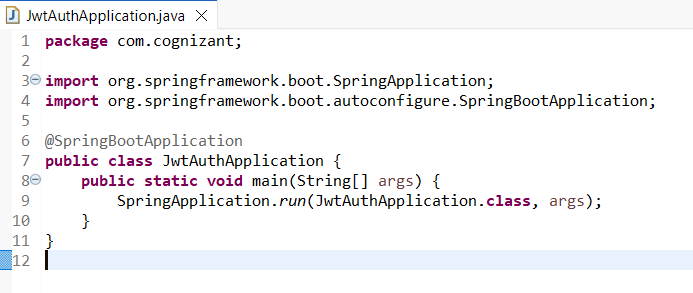 JwtAuthApplication.java
1 package com.cognizant;
2
3 import org.springframework.boot.SpringApplication;
4 import org.springframework.boot.autoconfigure.SpringBootApplication;
5
6 @SpringBootApplication
7 public class JwtAuthApplication {
8     public static void main(String[] args) {
9         SpringApplication.run(JwtAuthApplication.class, args);
10     }
11 }
12